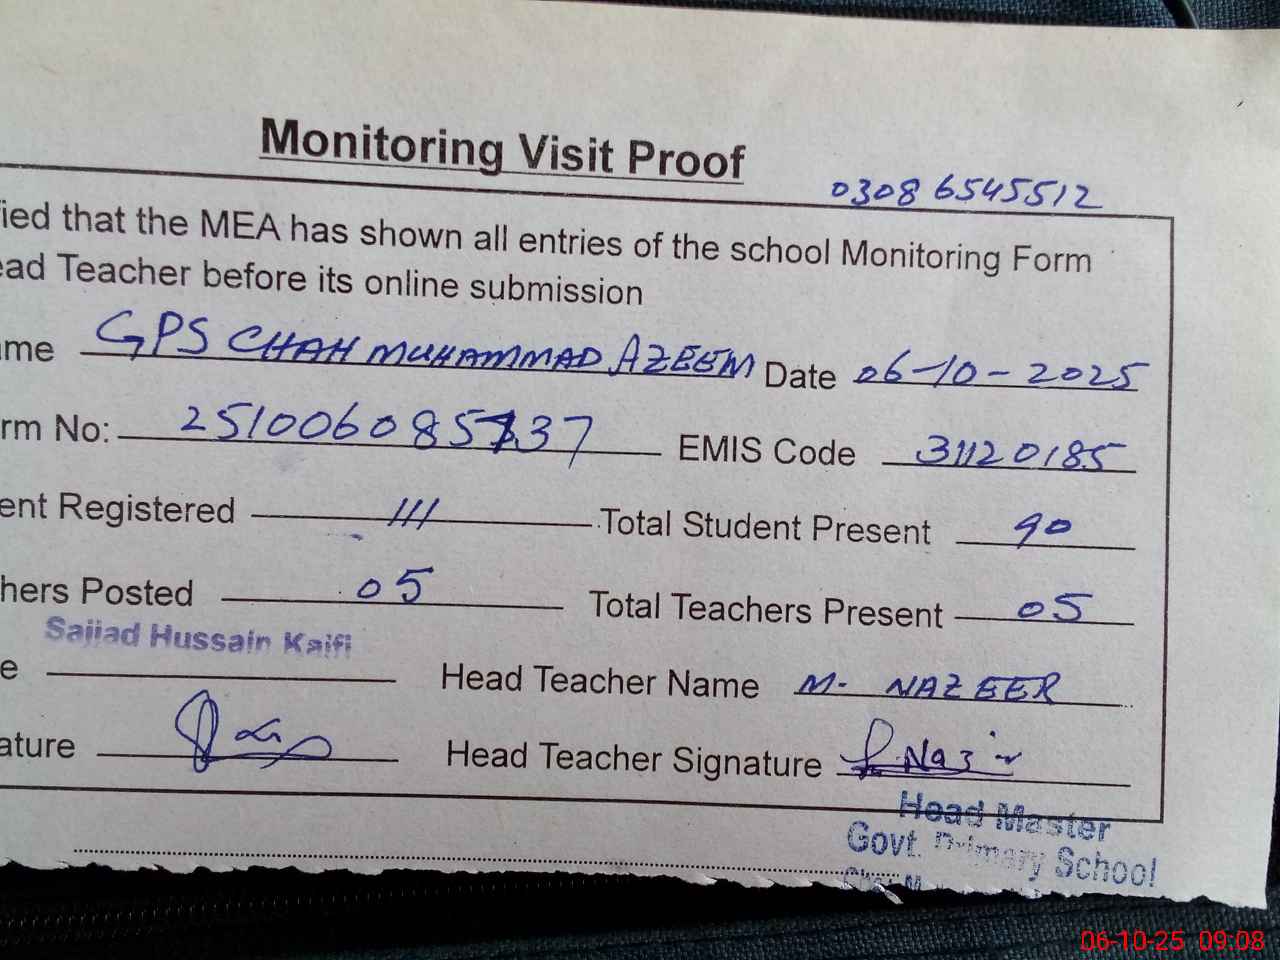 Monitoring Visit Proof
0308 6545512
fied that the MEA has shown all entries of the school Monitoring Form
ead Teacher before its online submission
me GPS CHAH MUHAMMAD AZEEM Date 06-10-2025
rm No: EMIS Code 31120185
ent Registered 111 Total Student Present 90
hers Posted 05 Total Teachers Present 05
Sajjad Hussain Kaifi
e Head Teacher Name M. NAZEER
ature Head Teacher Signature
Head Master
Govt. Primary School
06-10-25 09:08